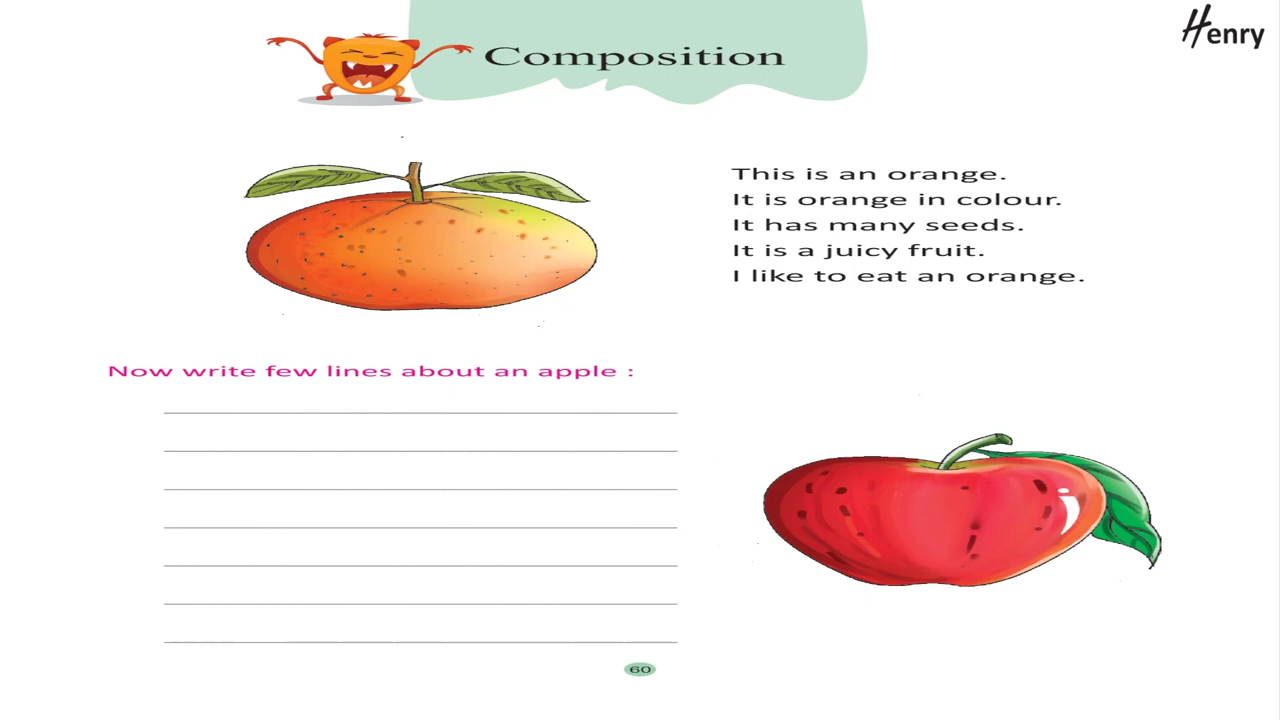 Composition
Henry
This is an orange.
It is orange in colour.
It has many seeds.
It is a juicy fruit.
I like to eat an orange.
Now write few lines about an apple :
60